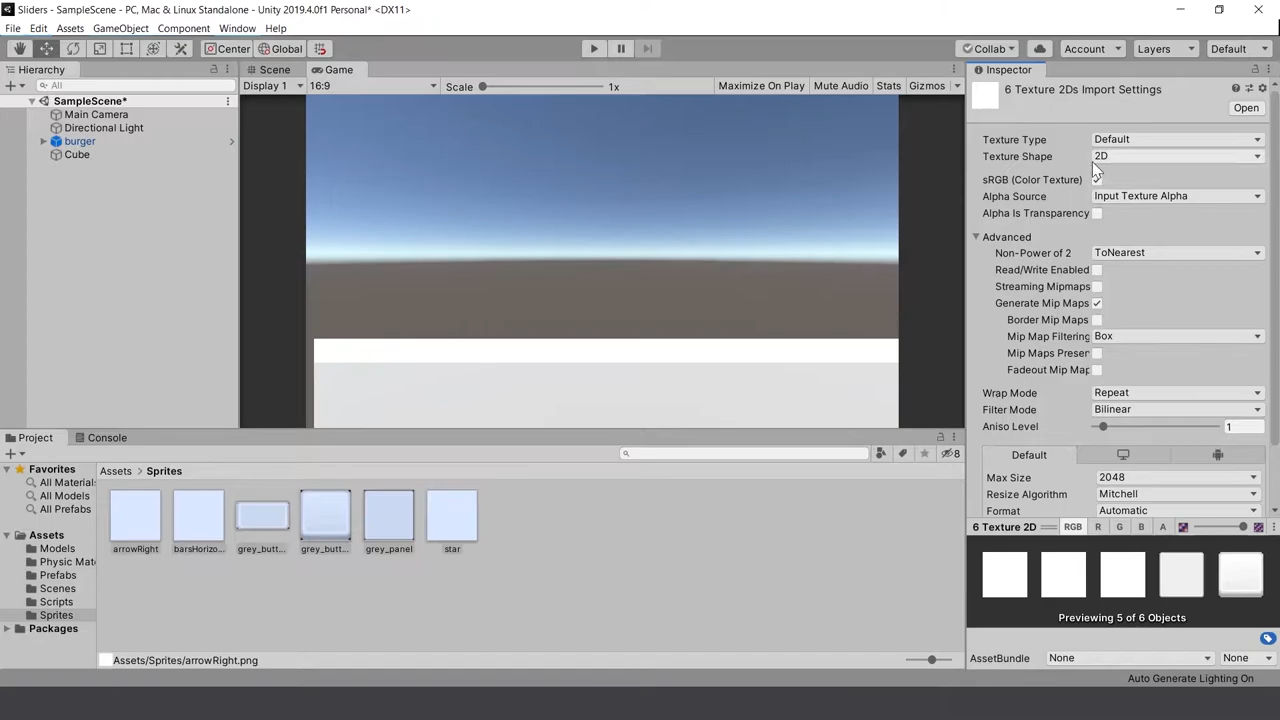 Sliders - SampleScene - PC, Mac & Linux Standalone - Unity 2019.4.0f1 Personal* <DX11>
File Edit Assets GameObject Component Window Help
Center Global Collab Account Layers Default
Hierarchy
All
SampleScene*
Main Camera
Directional Light
burger
Cube
Scene Game
Display 1 16:9 Scale 1x Maximize On Play Mute Audio Stats Gizmos
Inspector
6 Texture 2Ds Import Settings
Open
Texture Type Default
Texture Shape 2D
sRGB (Color Texture)
Alpha Source Input Texture Alpha
Alpha Is Transparency
Advanced
Non-Power of 2 ToNearest
Read/Write Enabled
Streaming Mipmaps
Generate Mip Maps
Border Mip Maps
Mip Map Filtering Box
Mip Maps Preser
Fadeout Mip Map
Wrap Mode Repeat
Filter Mode Bilinear
Aniso Level 1
Default
Max Size 2048
Resize Algorithm Mitchell
Format Automatic
6 Texture 2D RGB R G B A
Previewing 5 of 6 Objects
AssetBundle None None
Auto Generate Lighting On
Project Console
8
Favorites
All Material
All Models
All Prefabs
Assets
Models
Physic Mat
Prefabs
Scenes
Scripts
Sprites
Packages
Assets > Sprites
arrowRight barsHorizo... grey_butt... grey_butt... grey_panel star
Assets/Sprites/arrowRight.png